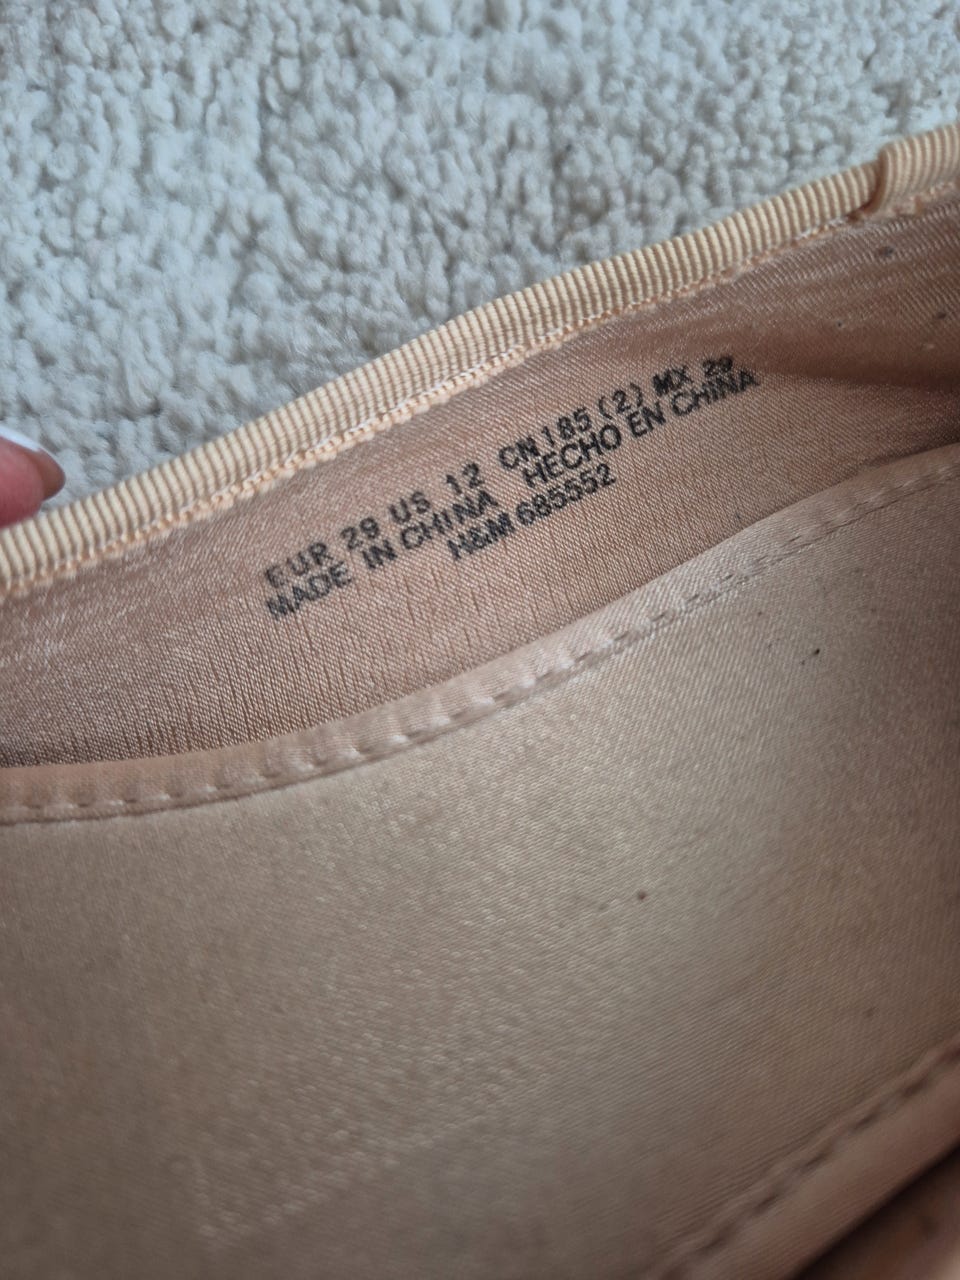 EUR 29 US 12 CN 185 (2) MX 29
MADE IN CHINA HECHO EN CHINA
H&M 685552